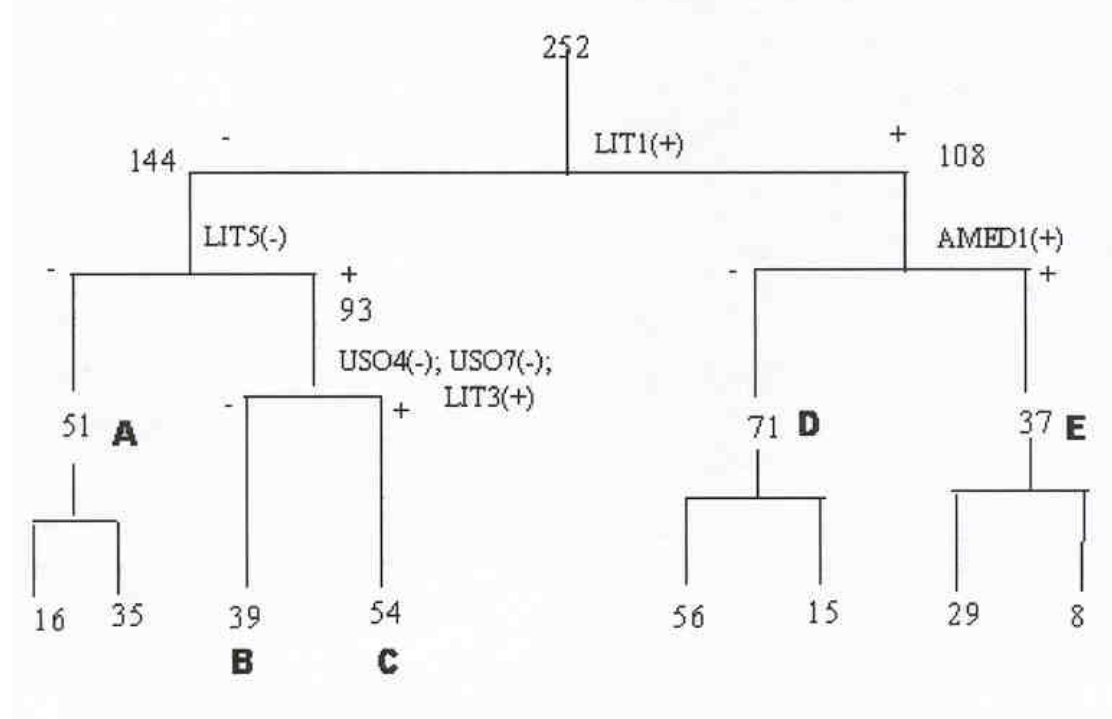 252
- LIT1(+) +
144 108
LIT5(-) AMED1(+)
- + - +
93
USO4(-); USO7(-);
- + LIT3(+)
51 A 71 D 37 E
16 35 39 54 56 15 29 8
B C